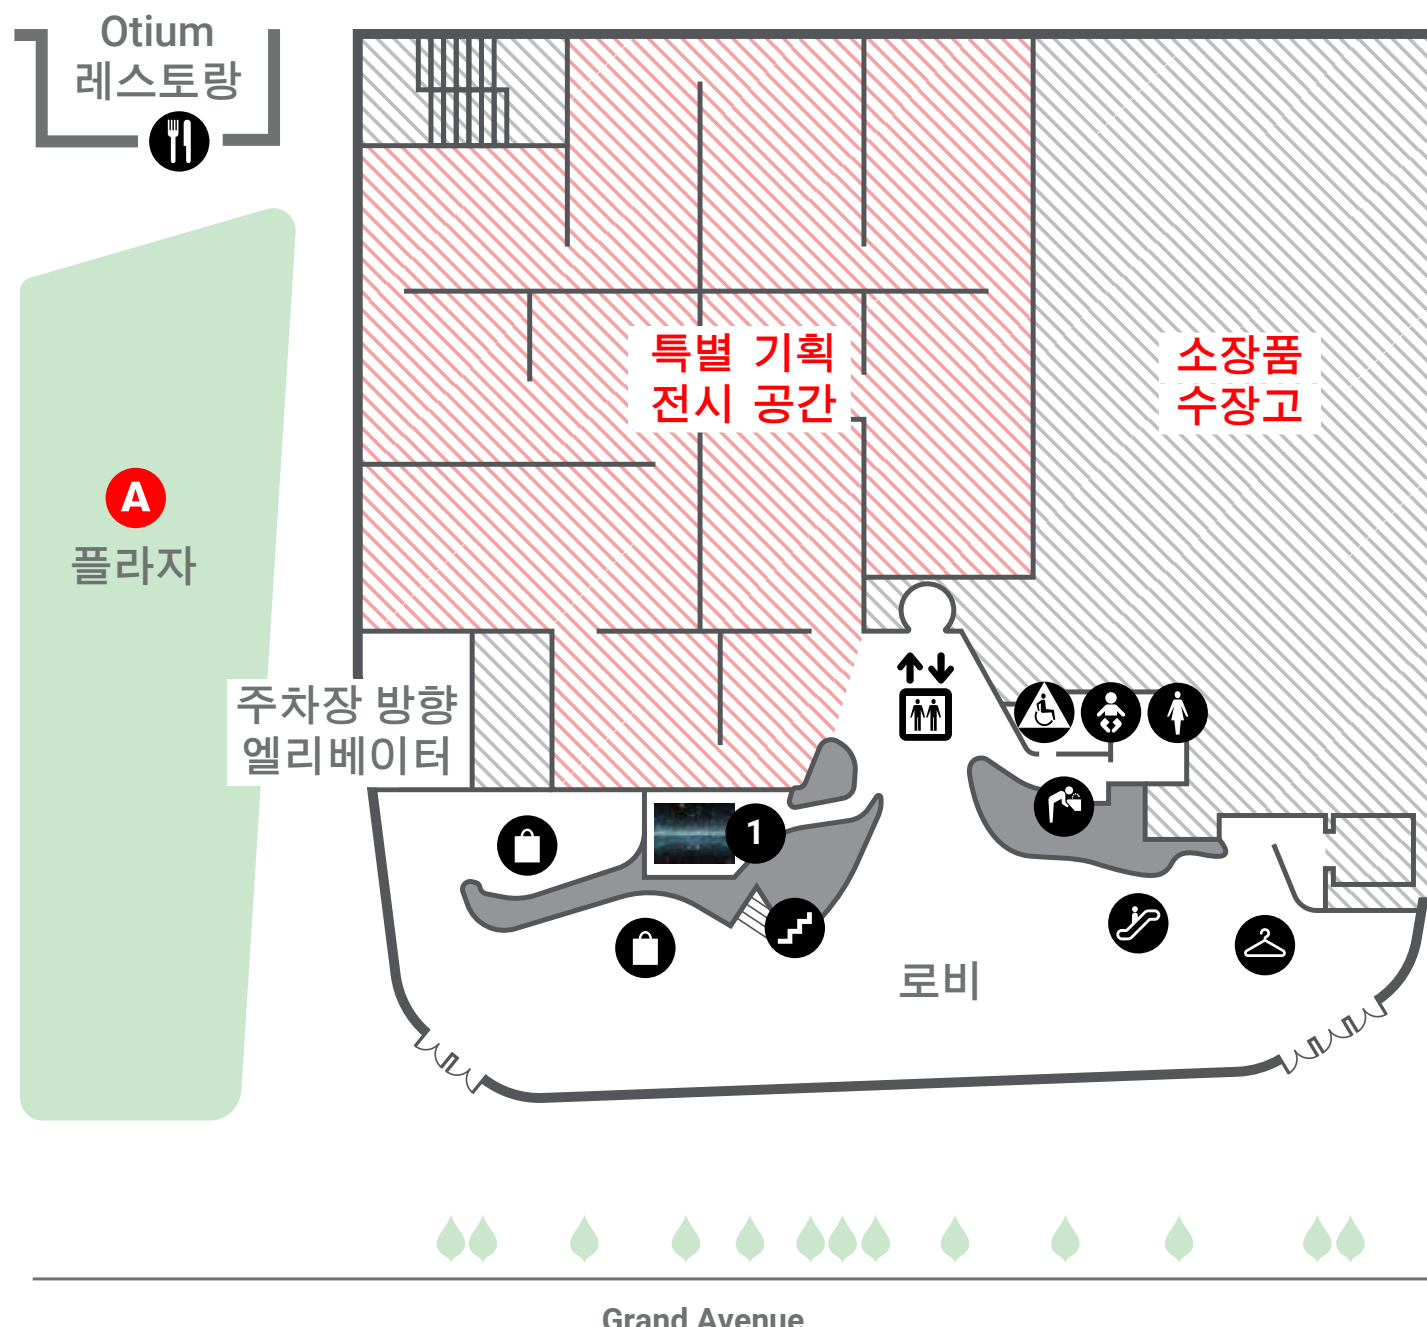 Otium
레스토랑
특별 기획
전시 공간
소장품
수장고
A
플라자
주차장 방향
엘리베이터
1
로비
Grand Avenue